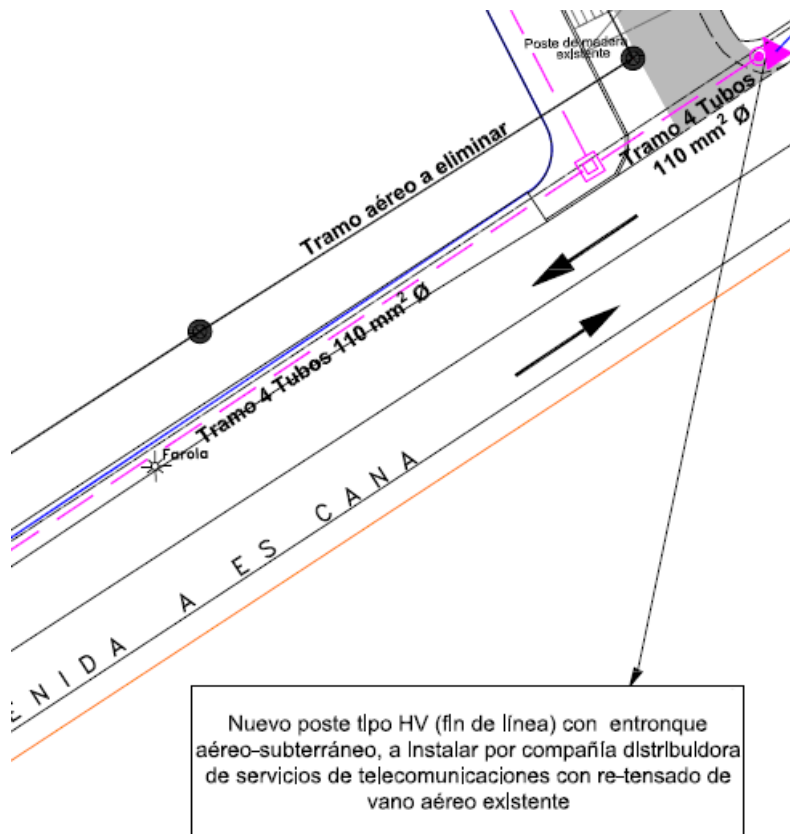 Poste de madera
existente
Tramo 4 Tubos
110 mm² Ø
Tramo aéreo a eliminar
Tramo 4 Tubos 110 mm² Ø
Farola
ENIDA A ES CANA
Nuevo poste tipo HV (fin de línea) con entronque
aéreo-subterráneo, a instalar por compañía distribuidora
de servicios de telecomunicaciones con re-tensado de
vano aéreo existente